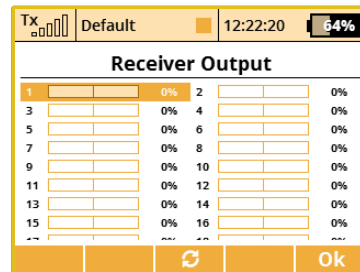 Tx Default 12:22:20 64%
Receiver Output
1 0% 2 0%
3 0% 4 0%
5 0% 6 0%
7 0% 8 0%
9 0% 10 0%
11 0% 12 0%
13 0% 14 0%
15 0% 16 0%
Ok